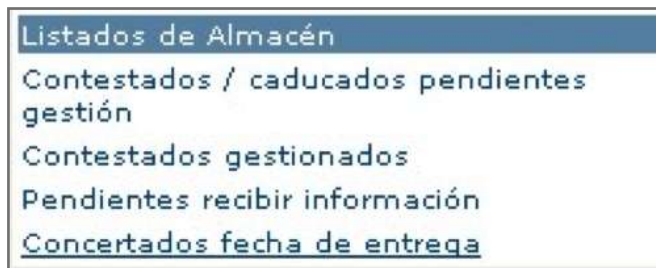 Listados de Almacén
Contestados / caducados pendientes
gestión
Contestados gestionados
Pendientes recibir información
Concertados fecha de entrega